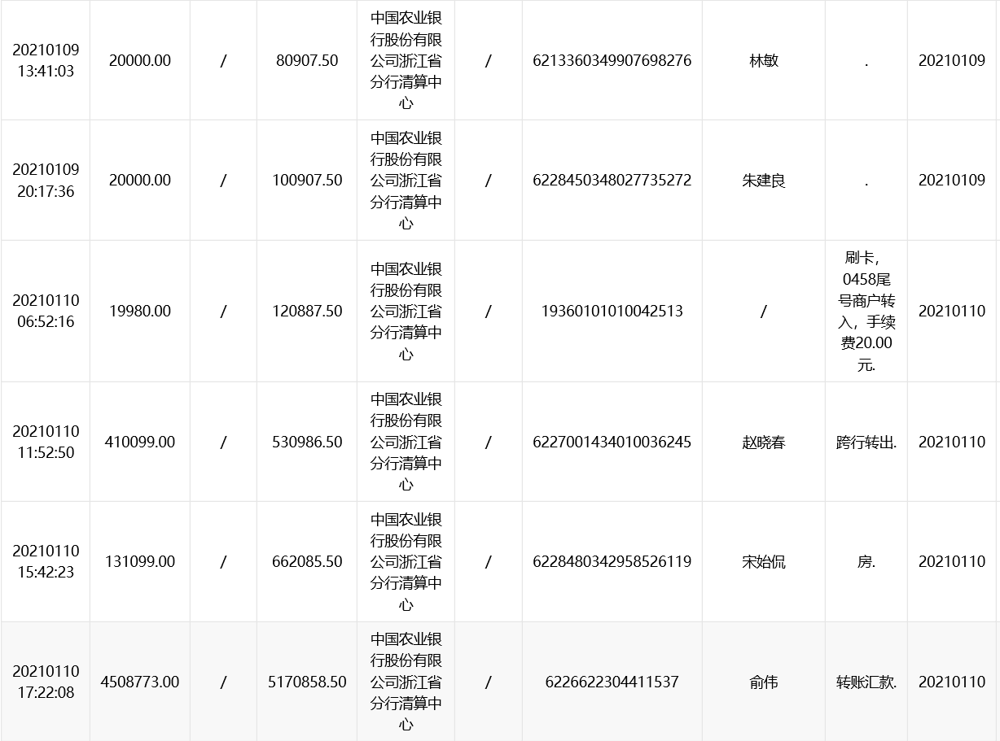 20210109
13:41:03
20000.00
/
80907.50
中国农业银
行股份有限
公司浙江省
分行清算中
心
/
6213360349907698276
林敏
.
20210109
20210109
20:17:36
20000.00
/
100907.50
中国农业银
行股份有限
公司浙江省
分行清算中
心
/
6228450348027735272
朱建良
.
20210109
20210110
06:52:16
19980.00
/
120887.50
中国农业银
行股份有限
公司浙江省
分行清算中
心
/
19360101010042513
/
刷卡，
0458尾
号商户转
入，手续
费20.00
元.
20210110
20210110
11:52:50
410099.00
/
530986.50
中国农业银
行股份有限
公司浙江省
分行清算中
心
/
6227001434010036245
赵晓春
跨行转出.
20210110
20210110
15:42:23
131099.00
/
662085.50
中国农业银
行股份有限
公司浙江省
分行清算中
心
/
6228480342958526119
宋始侃
房.
20210110
20210110
17:22:08
4508773.00
/
5170858.50
中国农业银
行股份有限
公司浙江省
分行清算中
心
/
6226622304411537
俞伟
转账汇款.
20210110